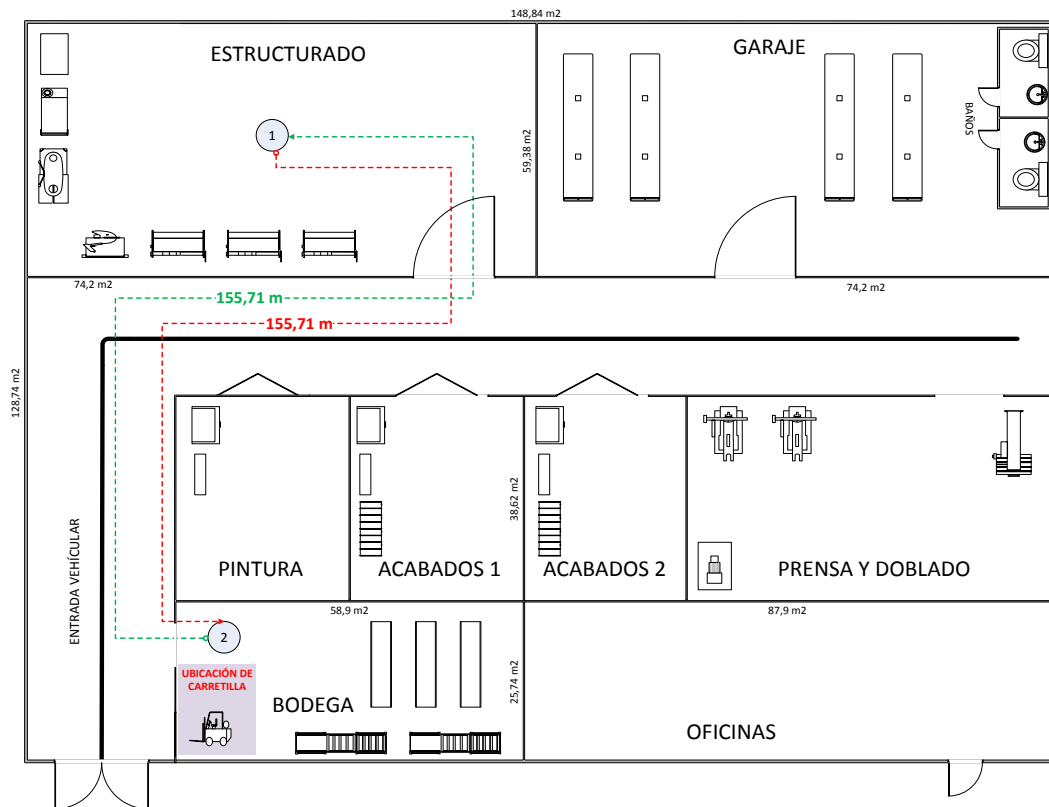 148,84 m2
ESTRUCTURADO
GARAJE
1
59,38 m2
BAÑOS
74,2 m2
74,2 m2
155,71 m
155,71 m
128,74 m2
ENTRADA VEHÍCULAR
38,62 m2
PINTURA
ACABADOS 1
ACABADOS 2
PRENSA Y DOBLADO
58,9 m2
87,9 m2
2
UBICACIÓN DE
CARRETILLA
25,74 m2
BODEGA
OFICINAS